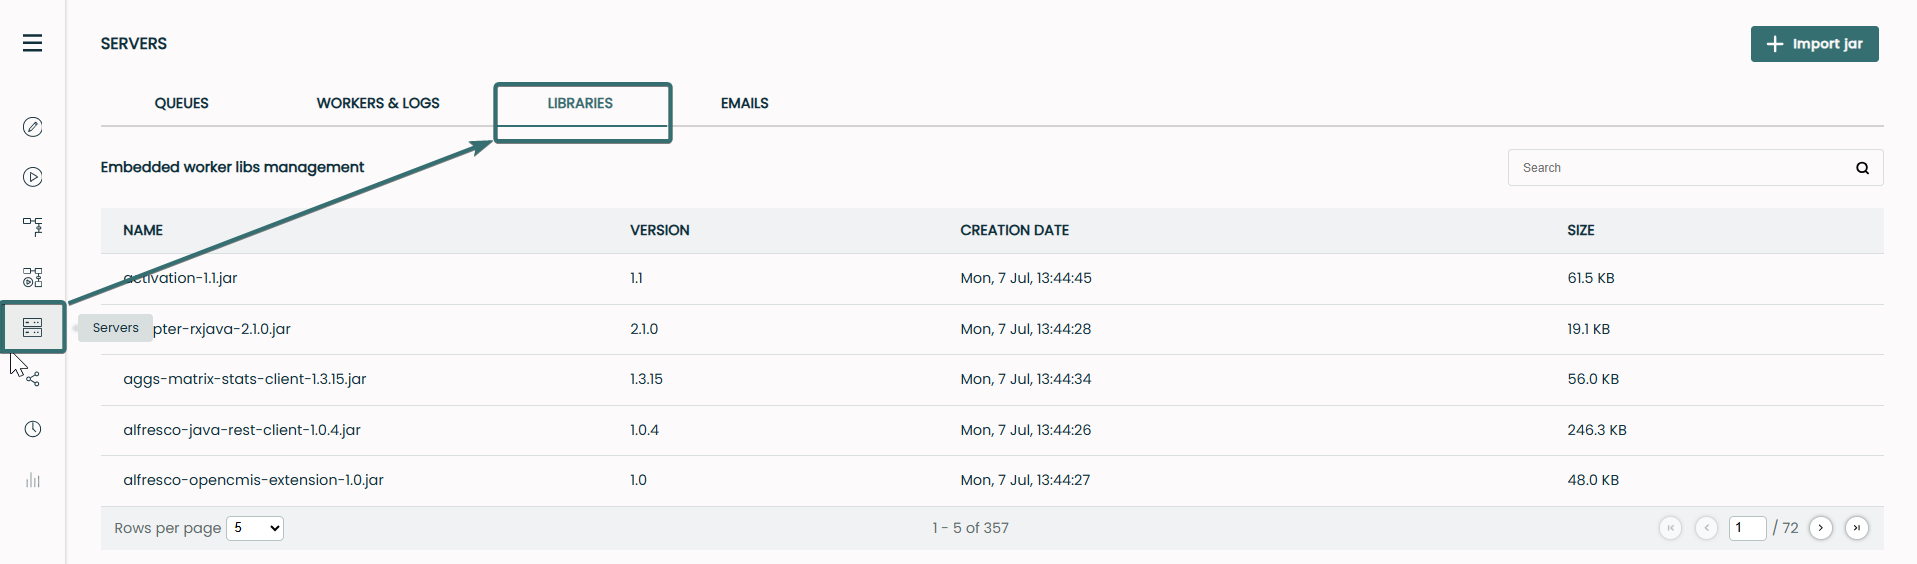 SERVERS
Import jar
QUEUES WORKERS & LOGS LIBRARIES EMAILS
Embedded worker libs management
Search
NAME VERSION CREATION DATE SIZE
activation-1.1.jar 1.1 Mon, 7 Jul, 13:44:45 61.5 KB
Servers
pter-rxjava-2.1.0.jar 2.1.0 Mon, 7 Jul, 13:44:28 19.1 KB
aggs-matrix-stats-client-1.3.15.jar 1.3.15 Mon, 7 Jul, 13:44:34 56.0 KB
alfresco-java-rest-client-1.0.4.jar 1.0.4 Mon, 7 Jul, 13:44:26 246.3 KB
alfresco-opencmis-extension-1.0.jar 1.0 Mon, 7 Jul, 13:44:27 48.0 KB
Rows per page 5 1 - 5 of 357 1 / 72